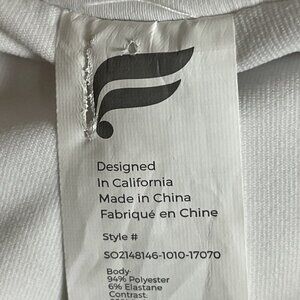 Designed
In California
Made in China
Fabriqué en Chine
Style #
SO2148146-1010-17070
Body
94% Polyester
6% Elastane
Contrast: